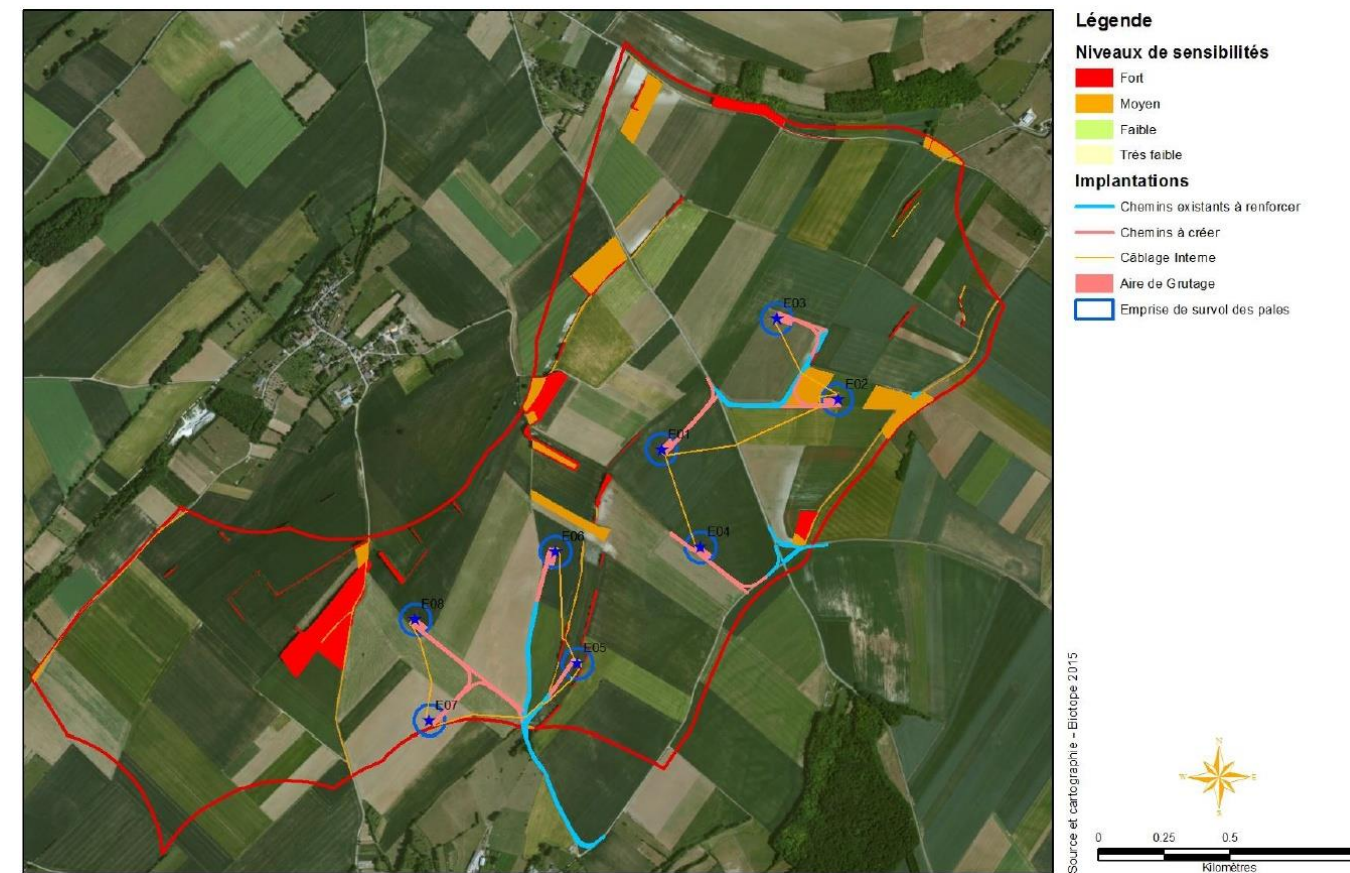 Légende
Niveaux de sensibilités
Fort
Moyen
Faible
Très faible
Implantations
Chemins existants à renforcer
Chemins à créer
Câblage Interne
Aire de Grutage
Emprise de survol des pales
E03
E02
E01
E04
E06
E08
E05
E07
Source et cartographie – Biotope 2015
N
W E
S
0 0.25 0.5
Kilomètres